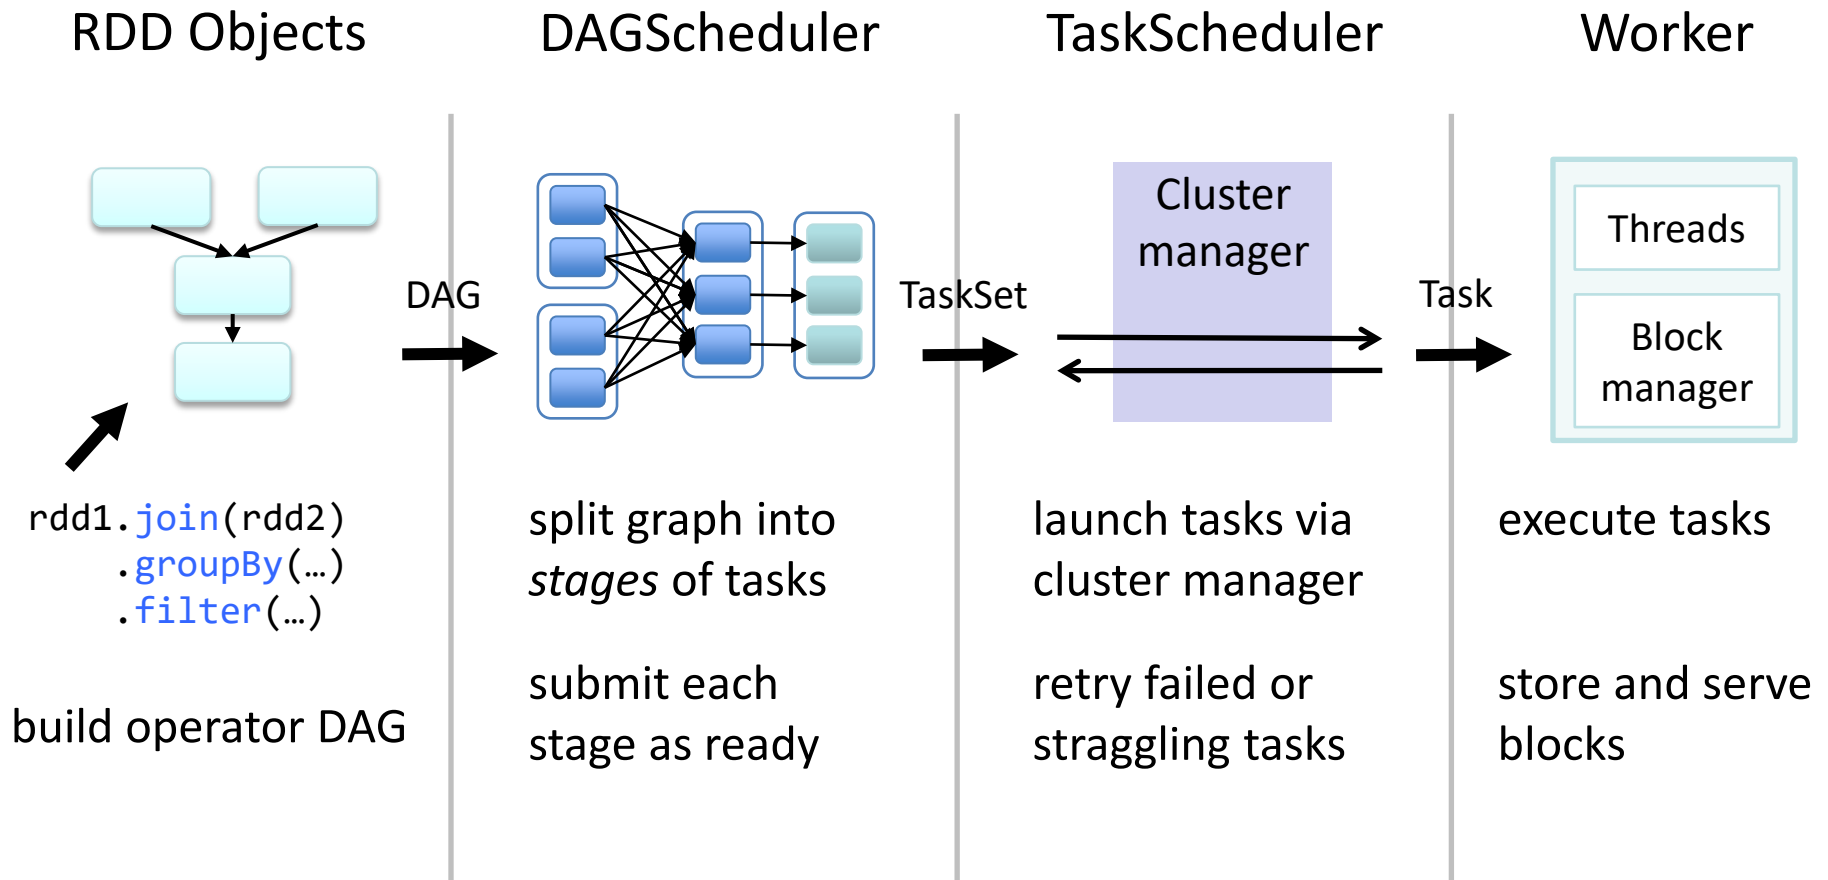 RDD Objects
DAGScheduler
TaskScheduler
Worker
DAG
TaskSet
Cluster
manager
Task
Threads
Block
manager
rdd1.join(rdd2)
.groupBy(…)
.filter(…)
build operator DAG
split graph into
stages of tasks
submit each
stage as ready
launch tasks via
cluster manager
retry failed or
straggling tasks
execute tasks
store and serve
blocks